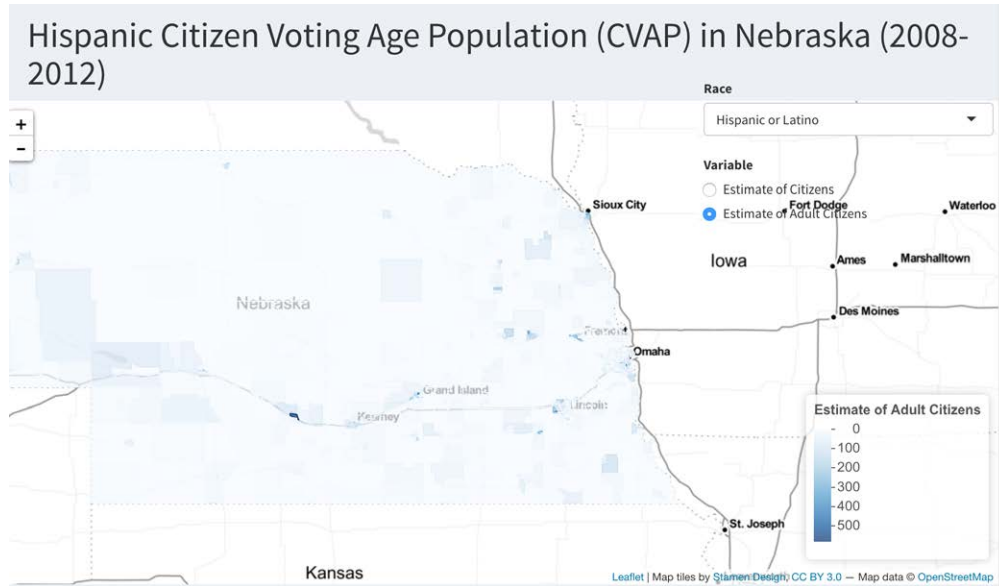 Hispanic Citizen Voting Age Population (CVAP) in Nebraska (2008-
2012)
Race
+
Hispanic or Latino
-
Variable
Estimate of Citizens
Sioux City
Fort Dodge
Waterloo
Estimate of Adult Citizens
Iowa
Ames
Marshalltown
Nebraska
Des Moines
Fremont
Omaha
Grand Island
Lincoln
Kearney
Estimate of Adult Citizens
0
100
200
300
400
500
St. Joseph
Kansas
Leaflet | Map tiles by Stamen Design, CC BY 3.0 — Map data © OpenStreetMap